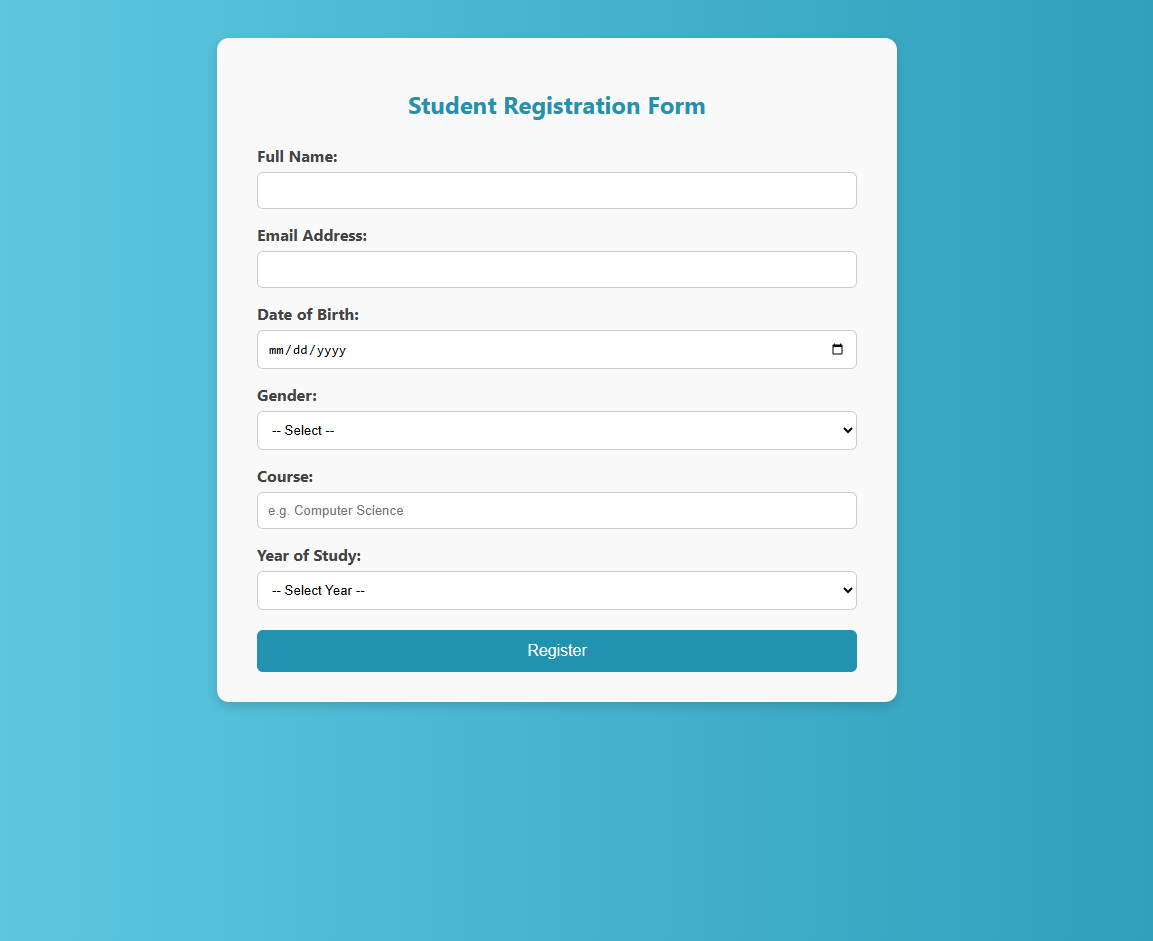 Student Registration Form
Full Name:
Email Address:
Date of Birth:
mm/dd/yyyy
Gender:
-- Select --
Course:
e.g. Computer Science
Year of Study:
-- Select Year --
Register